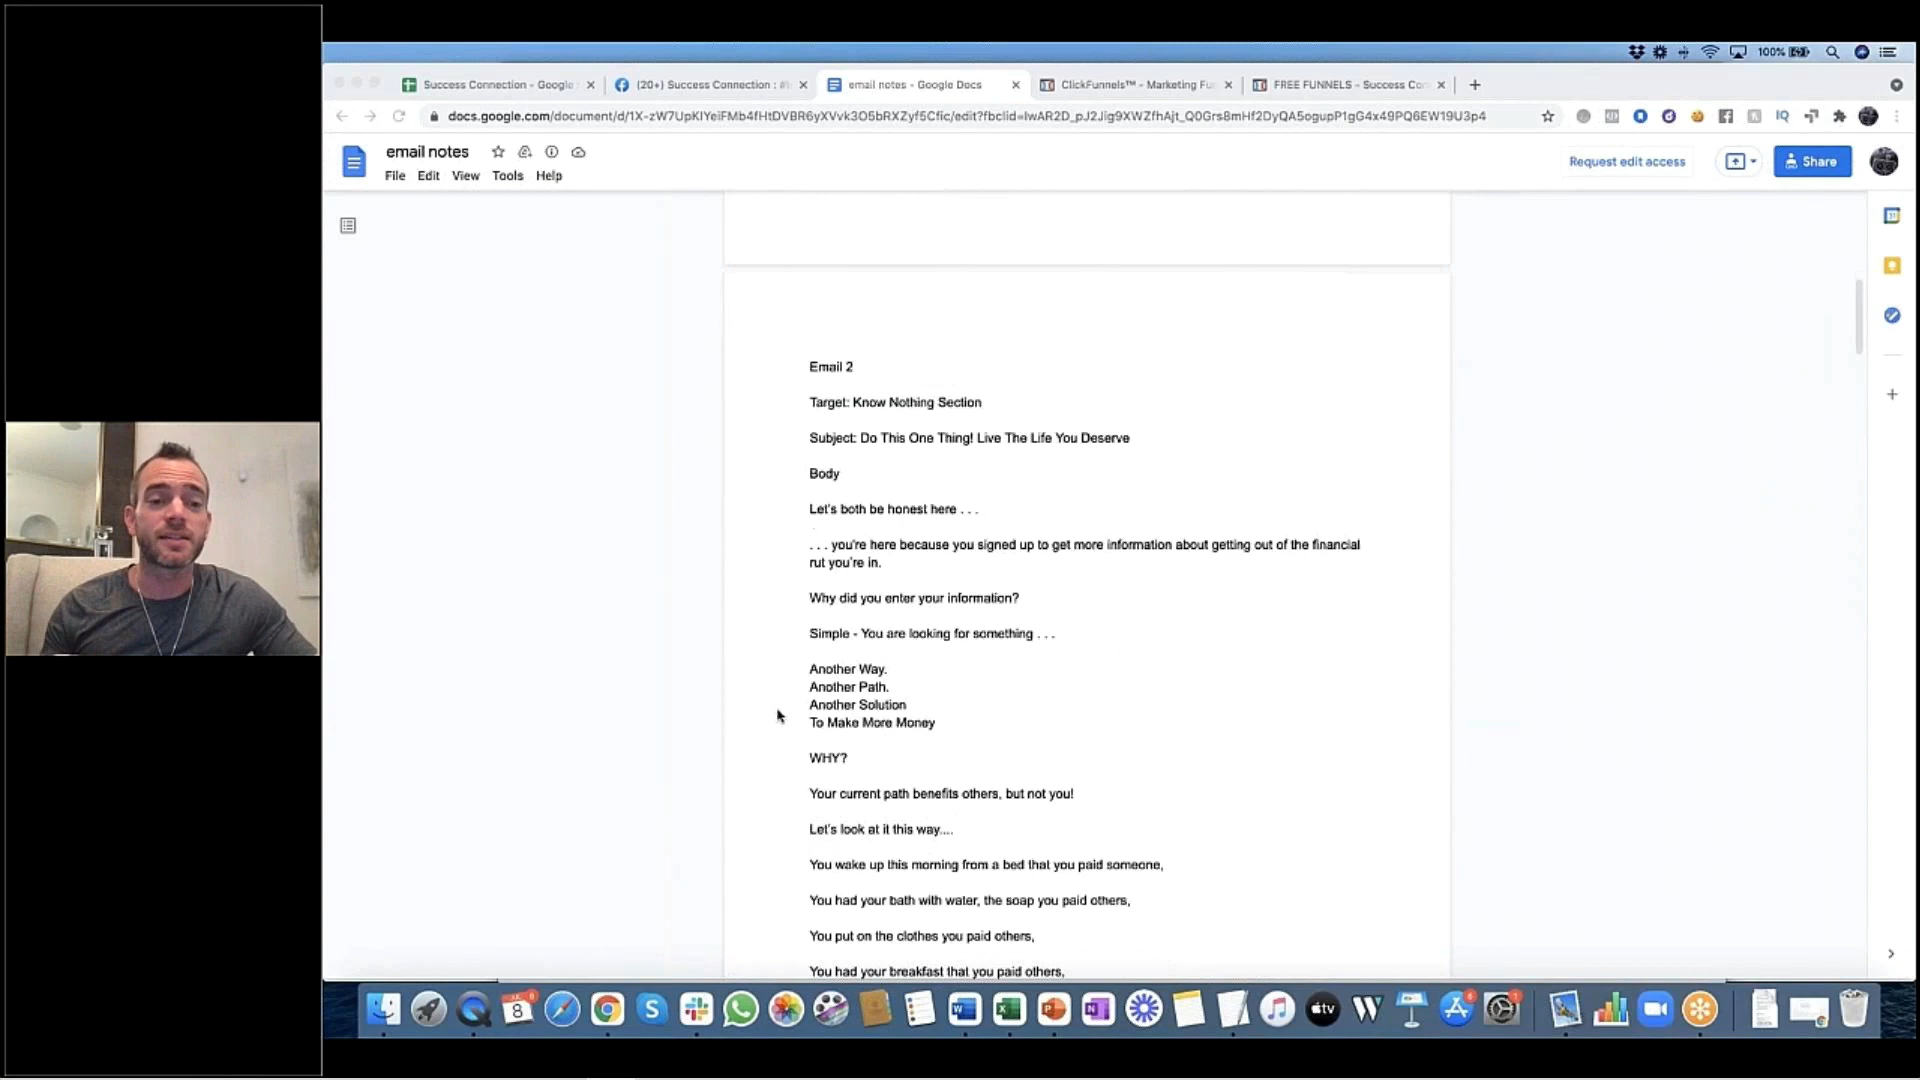 100%
Success Connection - Google
(20+) Success Connection : #
email notes - Google Docs
ClickFunnels™ - Marketing Fu
FREE FUNNELS - Success Co
docs.google.com/document/d/1X-zW7UpKIYeiFMb4fHtDVBR6yXVvk3O5bRXZyf5Cfic/edit?fbclid=IwAR2D_pJ2Jig9XWZfhAjt_Q0Grs8mHf2DyQA5ogupP1gG4x49PQ6EW19U3p4
IQ
email notes
Request edit access
Share
File Edit View Tools Help
Email 2
Target: Know Nothing Section
Subject: Do This One Thing! Live The Life You Deserve
Body
Let's both be honest here . . .
. . . you're here because you signed up to get more information about getting out of the financial
rut you're in.
Why did you enter your information?
Simple - You are looking for something . . .
Another Way.
Another Path.
Another Solution
To Make More Money
WHY?
Your current path benefits others, but not you!
Let's look at it this way....
You wake up this morning from a bed that you paid someone,
You had your bath with water, the soap you paid others,
You put on the clothes you paid others,
You had your breakfast that you paid others,
8
tv